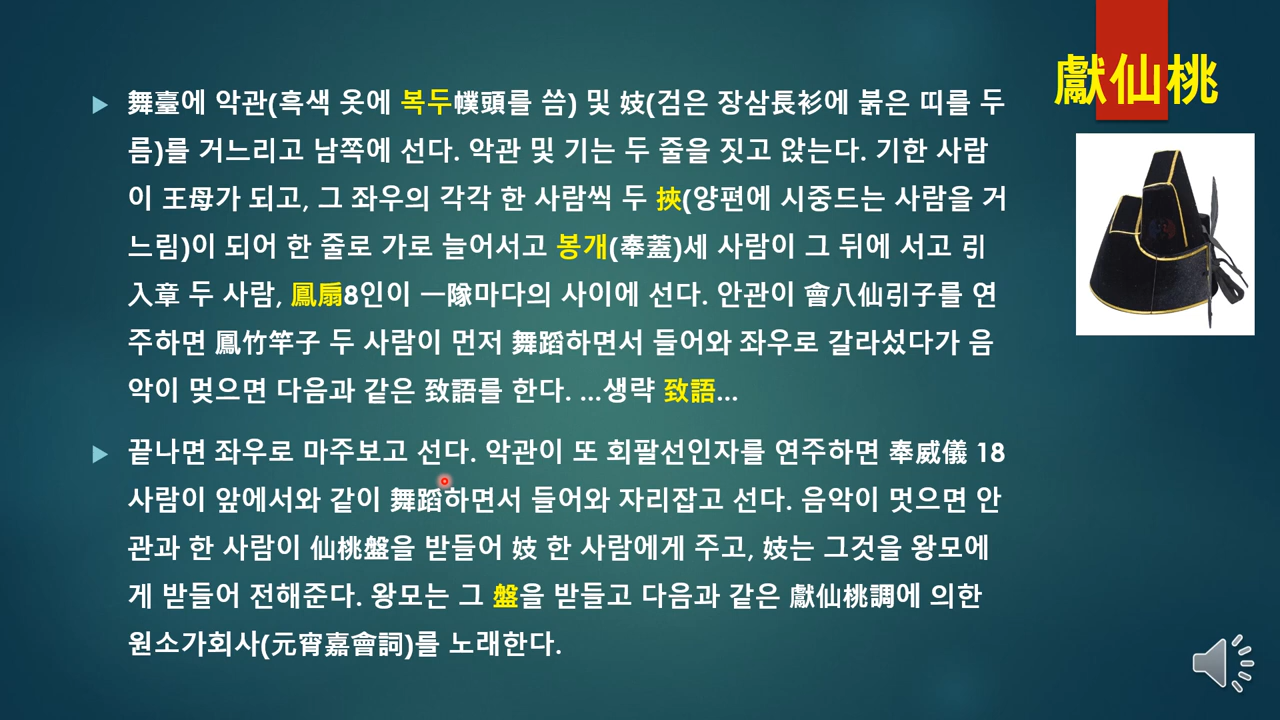 獻仙桃
舞臺에 악관(흑색 옷에 복두幞頭를 씀) 및 妓(검은 장삼長衫에 붉은 띠를 두
름)를 거느리고 남쪽에 선다. 악관 및 기는 두 줄을 짓고 앉는다. 기한 사람
이 王母가 되고, 그 좌우의 각각 한 사람씩 두 挾(양편에 시중드는 사람을 거
느림)이 되어 한 줄로 가로 늘어서고 봉개(奉蓋)세 사람이 그 뒤에 서고 引
入章 두 사람, 鳳扇8인이 一隊마다의 사이에 선다. 안관이 會八仙引子를 연
주하면 鳳竹竿子 두 사람이 먼저 舞蹈하면서 들어와 좌우로 갈라섰다가 음
악이 멎으면 다음과 같은 致語를 한다. ...생략 致語...
끝나면 좌우로 마주보고 선다. 악관이 또 회팔선인자를 연주하면 奉威儀 18
사람이 앞에서와 같이 舞蹈하면서 들어와 자리잡고 선다. 음악이 멋으면 안
관과 한 사람이 仙桃盤을 받들어 妓 한 사람에게 주고, 妓는 그것을 왕모에
게 받들어 전해준다. 왕모는 그 盤을 받들고 다음과 같은 獻仙桃調에 의한
원소가회사(元宵嘉會詞)를 노래한다.